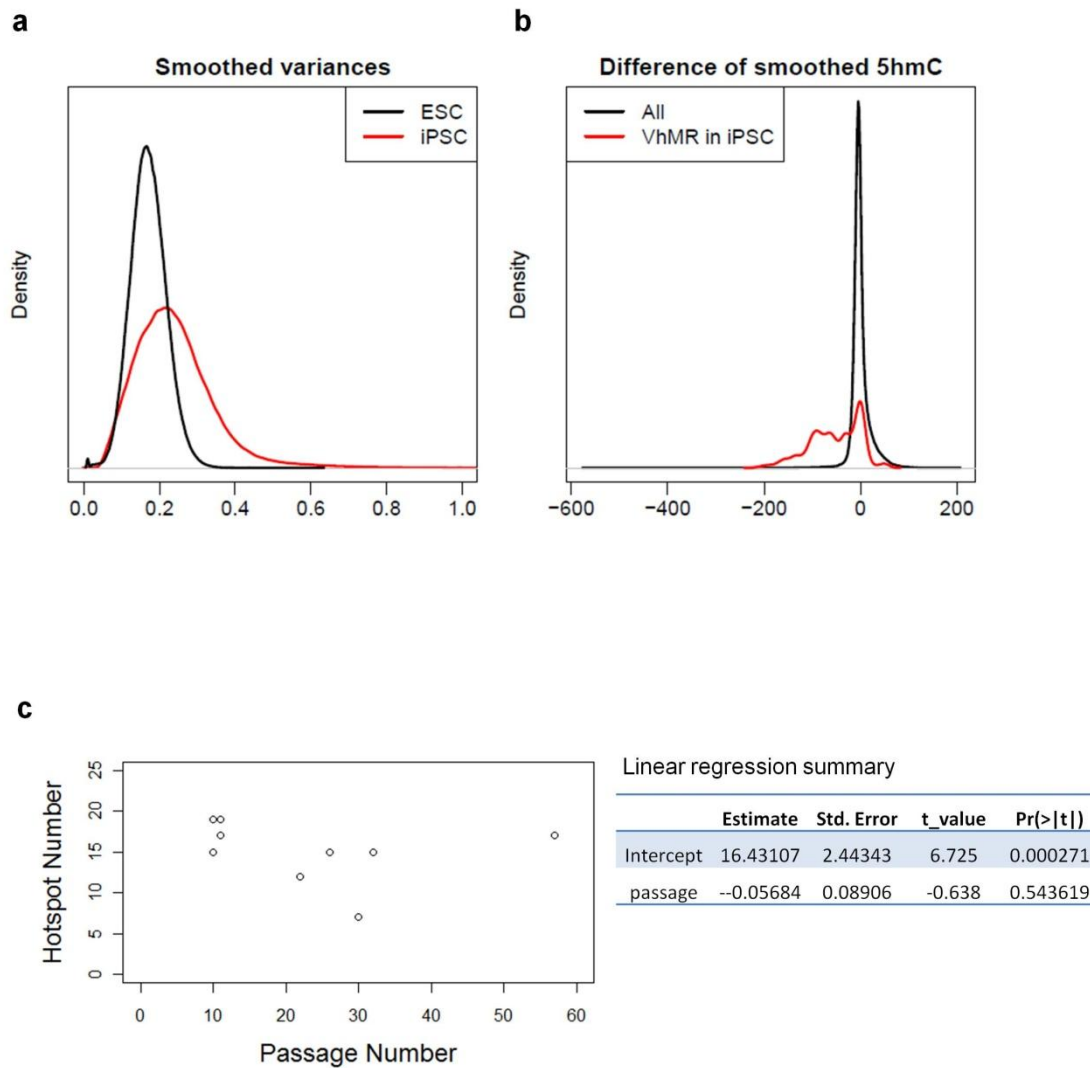 a
Smoothed variances
ESC
iPSC
Density
0.0 0.2 0.4 0.6 0.8 1.0
b
Difference of smoothed 5hmC
All
VhMR in iPSC
Density
−600 −400 −200 0 200
c
Hotspot Number
25
20
15
10
5
0
0 10 20 30 40 50 60
Passage Number
Linear regression summary
Estimate Std. Error t_value Pr(>|t|)
Intercept 16.43107 2.44343 6.725 0.000271
passage --0.05684 0.08906 -0.638 0.543619